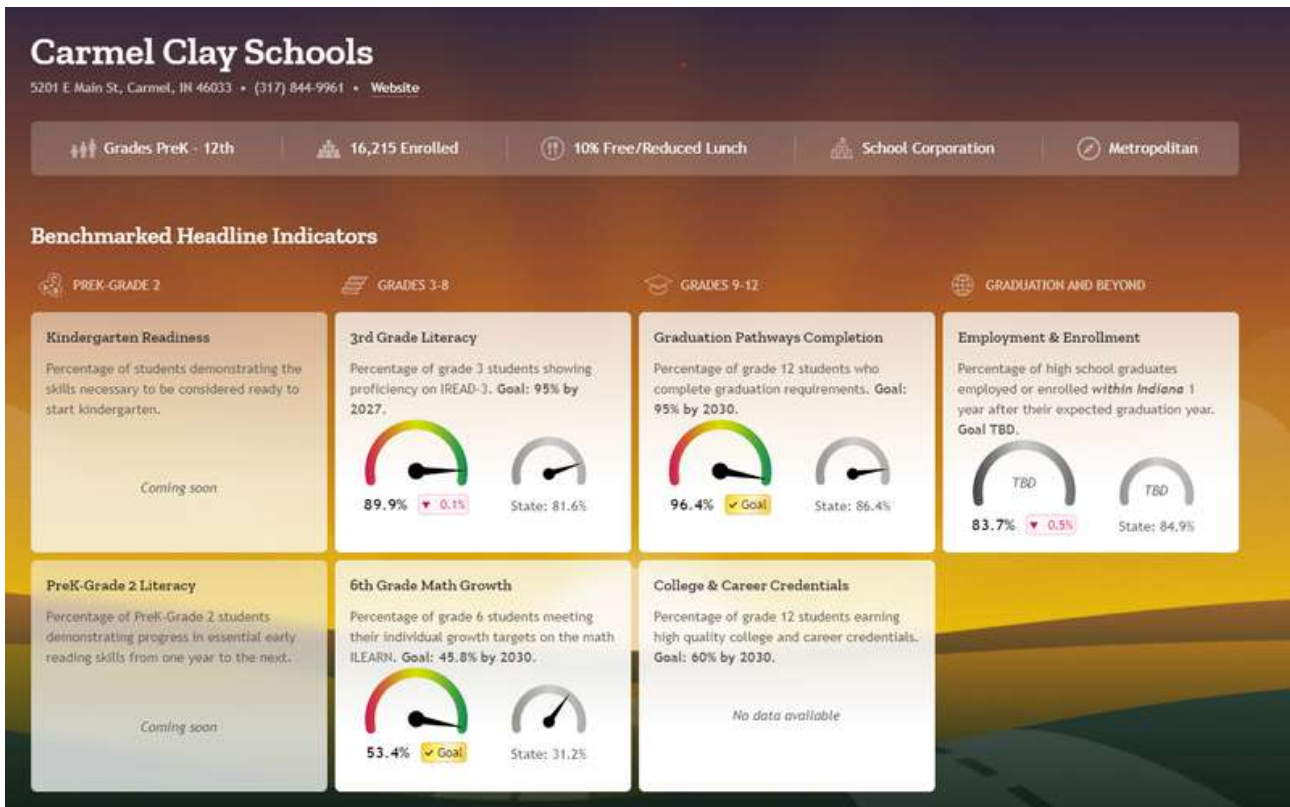 Carmel Clay Schools
5201 E Main St, Carmel, IN 46033 • (317) 844-9961 • Website
Grades PreK - 12th
16,215 Enrolled
10% Free/Reduced Lunch
School Corporation
Metropolitan
Benchmarked Headline Indicators
PREK-GRADE 2
GRADES 3-8
GRADES 9-12
GRADUATION AND BEYOND
Kindergarten Readiness
Percentage of students demonstrating the
skills necessary to be considered ready to
start kindergarten.
Coming soon
3rd Grade Literacy
Percentage of grade 3 students showing
proficiency on IREAD-3. Goal: 95% by
2027.
89.9% ▼ 0.1%
State: 81.6%
Graduation Pathways Completion
Percentage of grade 12 students who
complete graduation requirements. Goal:
95% by 2030.
96.4% ✓ Goal
State: 86.4%
Employment & Enrollment
Percentage of high school graduates
employed or enrolled within Indiana 1
year after their expected graduation year.
Goal TBD.
TBD
TBD
83.7% ▼ 0.5%
State: 84.9%
PreK-Grade 2 Literacy
Percentage of PreK-Grade 2 students
demonstrating progress in essential early
reading skills from one year to the next.
Coming soon
6th Grade Math Growth
Percentage of grade 6 students meeting
their individual growth targets on the math
ILEARN. Goal: 45.8% by 2030.
53.4% ✓ Goal
State: 31.2%
College & Career Credentials
Percentage of grade 12 students earning
high quality college and career credentials.
Goal: 60% by 2030.
No data available